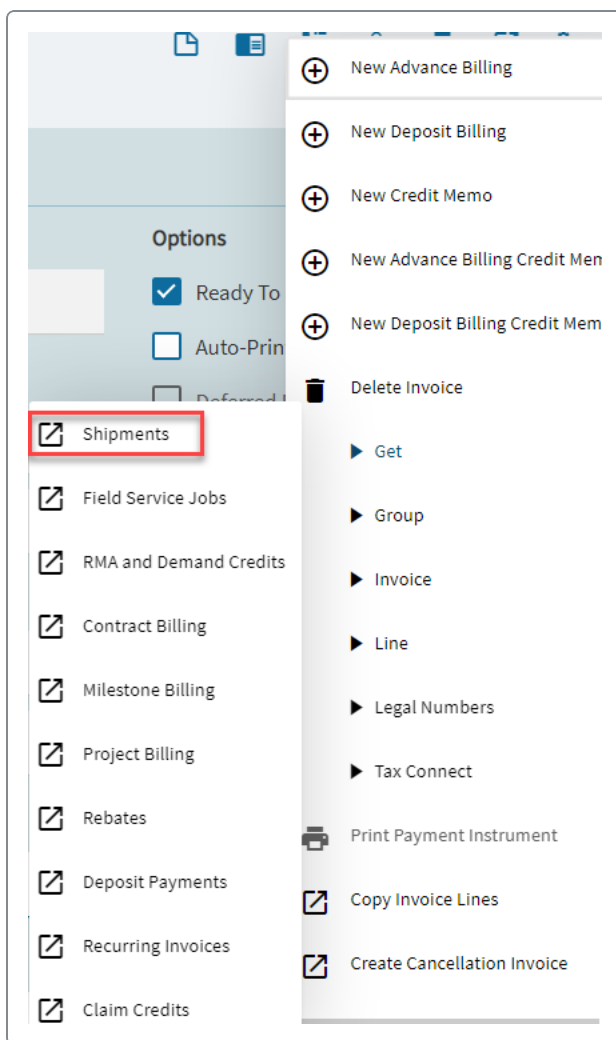 New Advance Billing
New Deposit Billing
New Credit Memo
New Advance Billing Credit Mem
New Deposit Billing Credit Mem
Delete Invoice
Get
Group
Invoice
Line
Legal Numbers
Tax Connect
Print Payment Instrument
Copy Invoice Lines
Create Cancellation Invoice
Options
Ready To
Auto-Prin
Deferred
Shipments
Field Service Jobs
RMA and Demand Credits
Contract Billing
Milestone Billing
Project Billing
Rebates
Deposit Payments
Recurring Invoices
Claim Credits